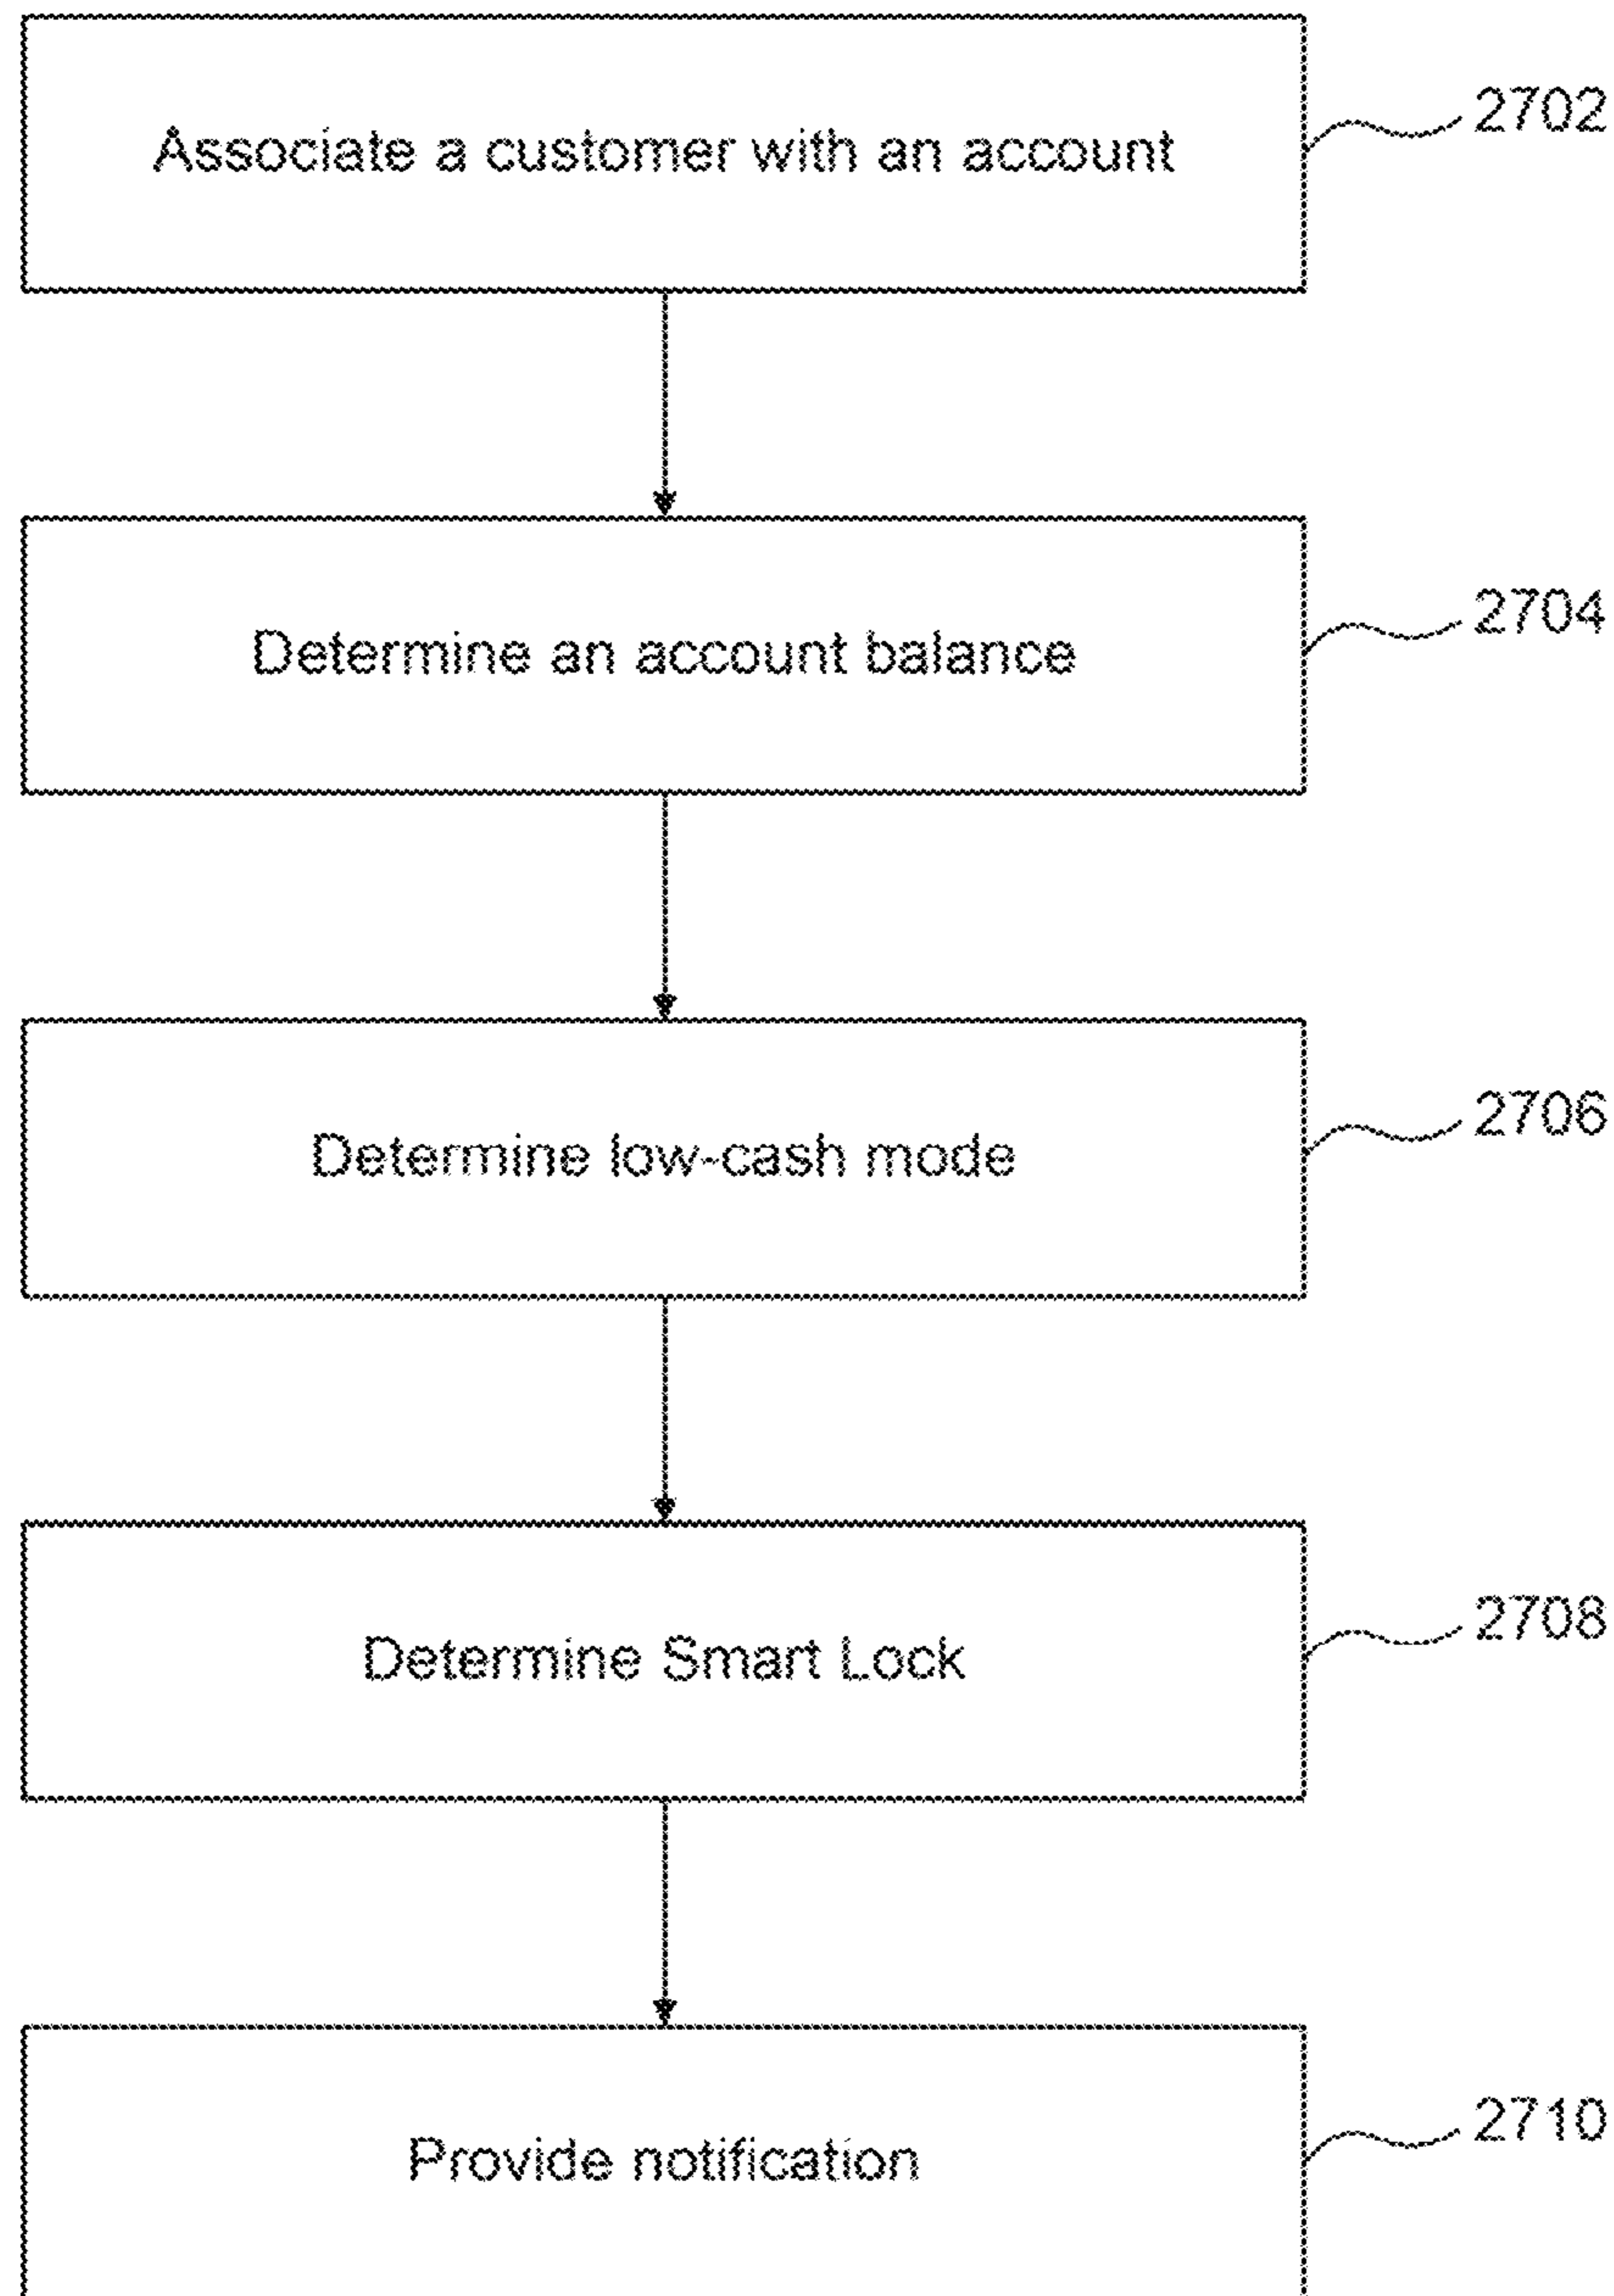 Associate a customer with an account
2702
Determine an account balance
2704
Determine low-cash mode
2706
Determine Smart Lock
2708
Provide notification
2710